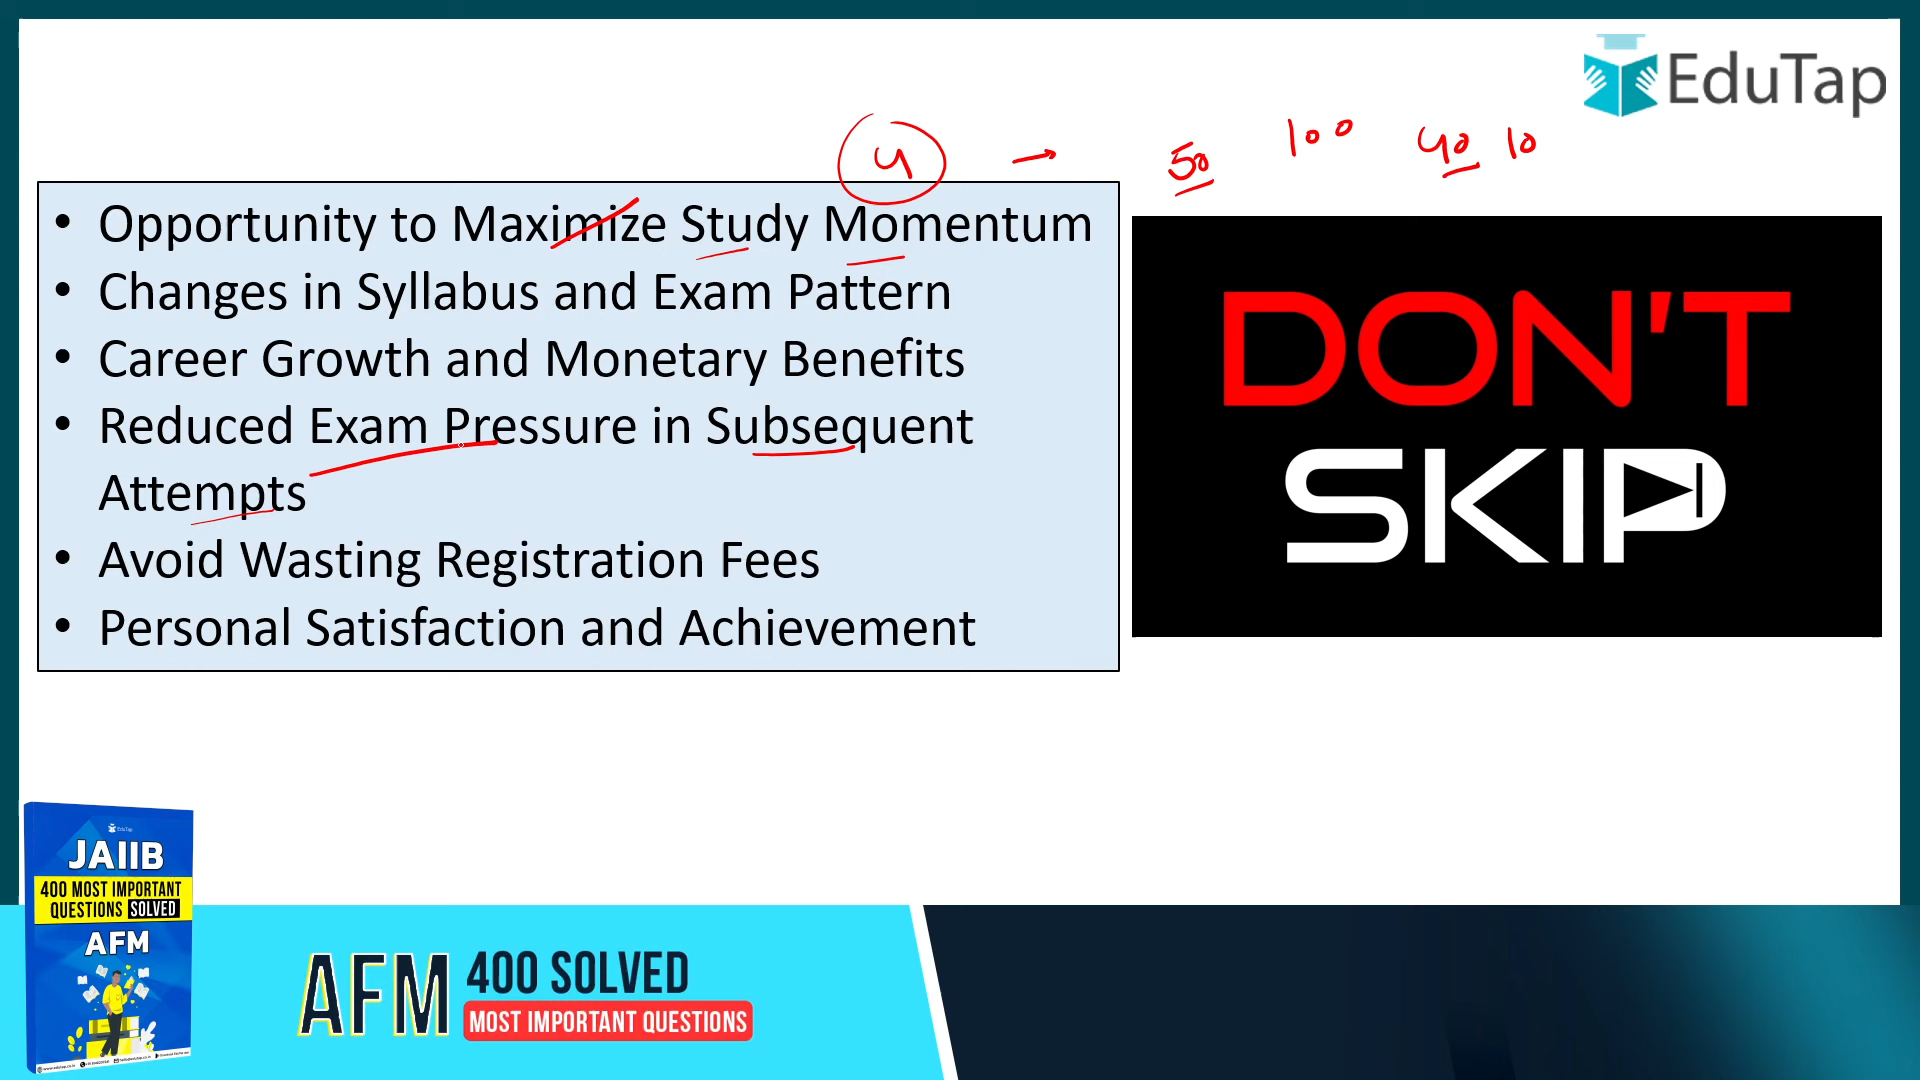 EduTap
4 → 50 100 40 10
• Opportunity to Maximize Study Momentum
• Changes in Syllabus and Exam Pattern
• Career Growth and Monetary Benefits
• Reduced Exam Pressure in Subsequent
Attempts
• Avoid Wasting Registration Fees
• Personal Satisfaction and Achievement
DON'T
SKIP
EduTap
JAIIB
400 MOST IMPORTANT
QUESTIONS SOLVED
AFM
AFM
400 SOLVED
MOST IMPORTANT QUESTIONS